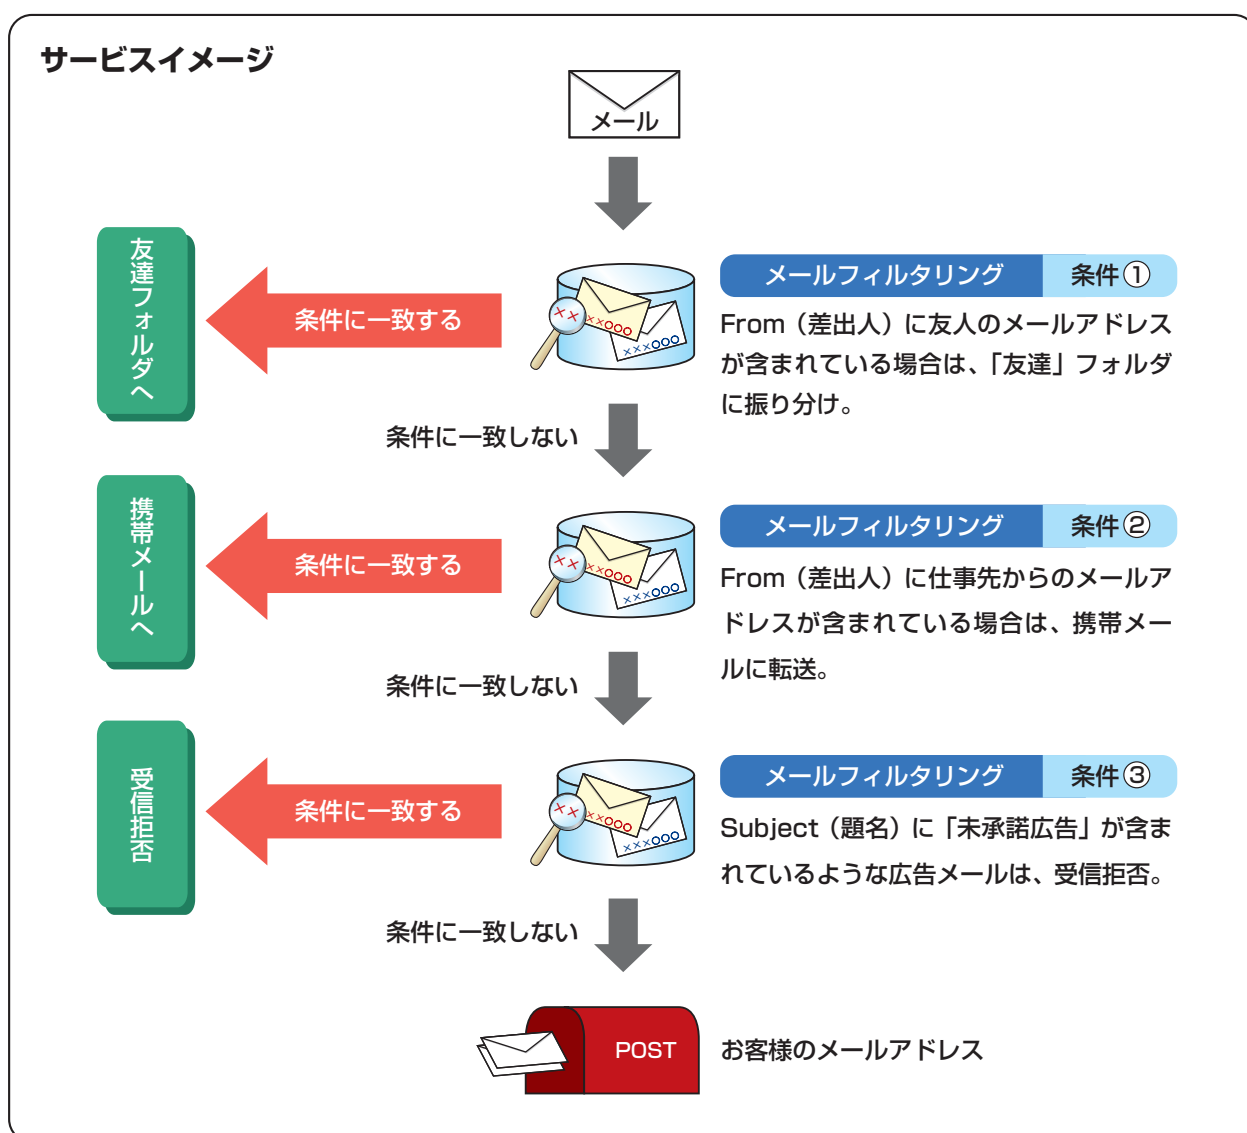 サービスイメージ
メール
友達フォルダへ
条件に一致する
メールフィルタリング 条件①
From（差出人）に友人のメールアドレス
が含まれている場合は、「友達」フォルダ
に振り分け。
条件に一致しない
携帯メールへ
条件に一致する
メールフィルタリング 条件②
From（差出人）に仕事先からのメールア
ドレスが含まれている場合は、携帯メー
ルに転送。
条件に一致しない
受信拒否
条件に一致する
メールフィルタリング 条件③
Subject（題名）に「未承諾広告」が含ま
れているような広告メールは、受信拒否。
条件に一致しない
POST
お客様のメールアドレス